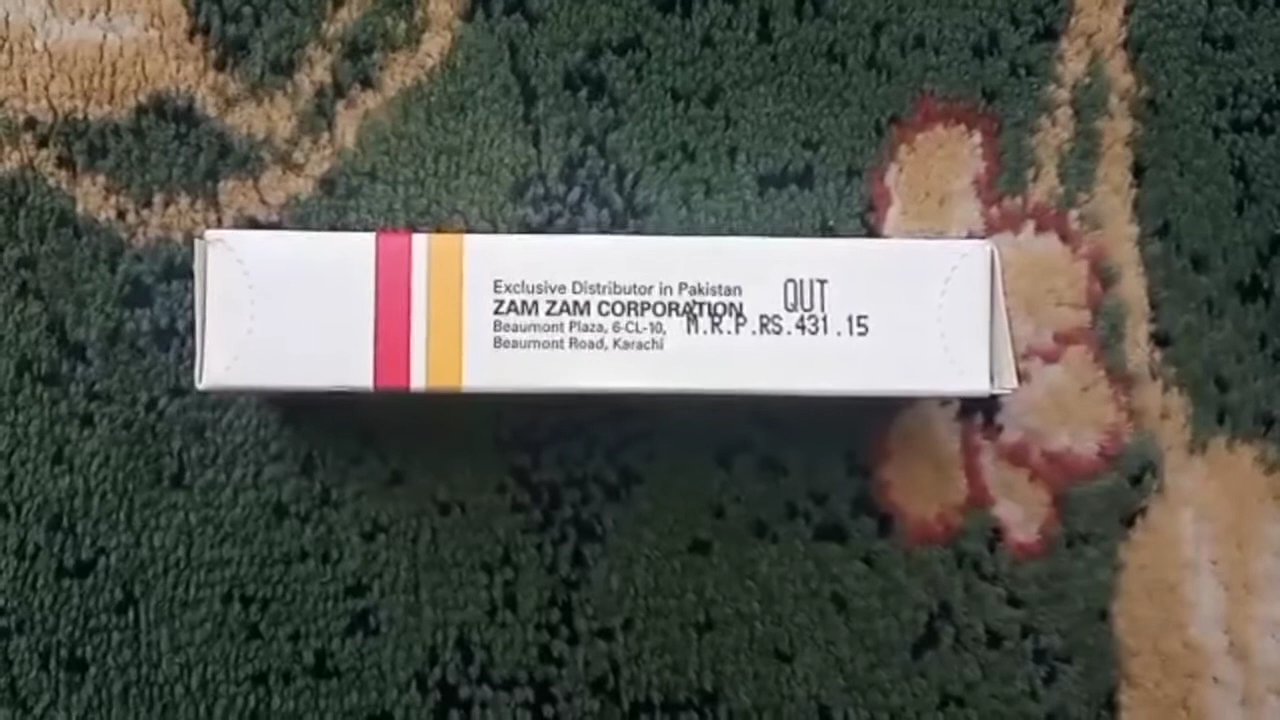 Exclusive Distributor in Pakistan
ZAM ZAM CORPORATION
Beaumont Plaza, 6-CL-10,
Beaumont Road, Karachi
QUT
M.R.P.RS.431.15